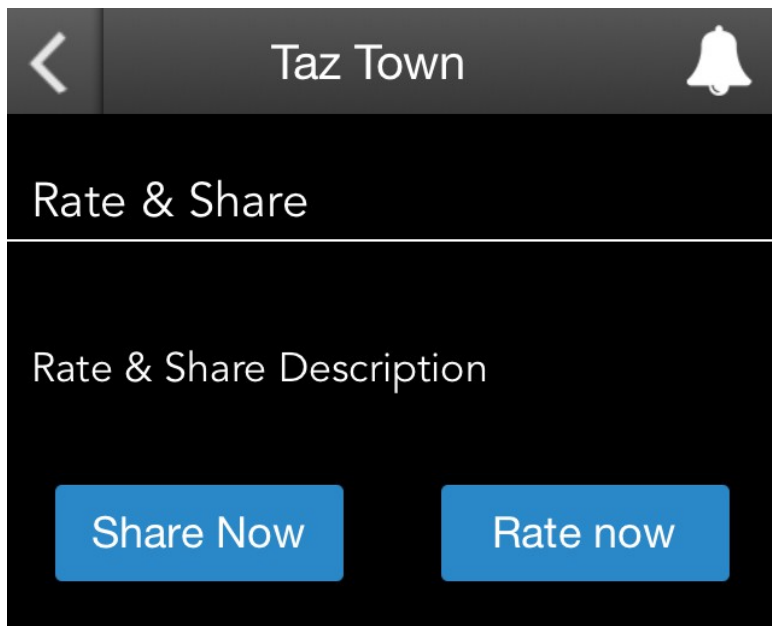 Taz Town
Rate & Share
Rate & Share Description
Share Now
Rate now